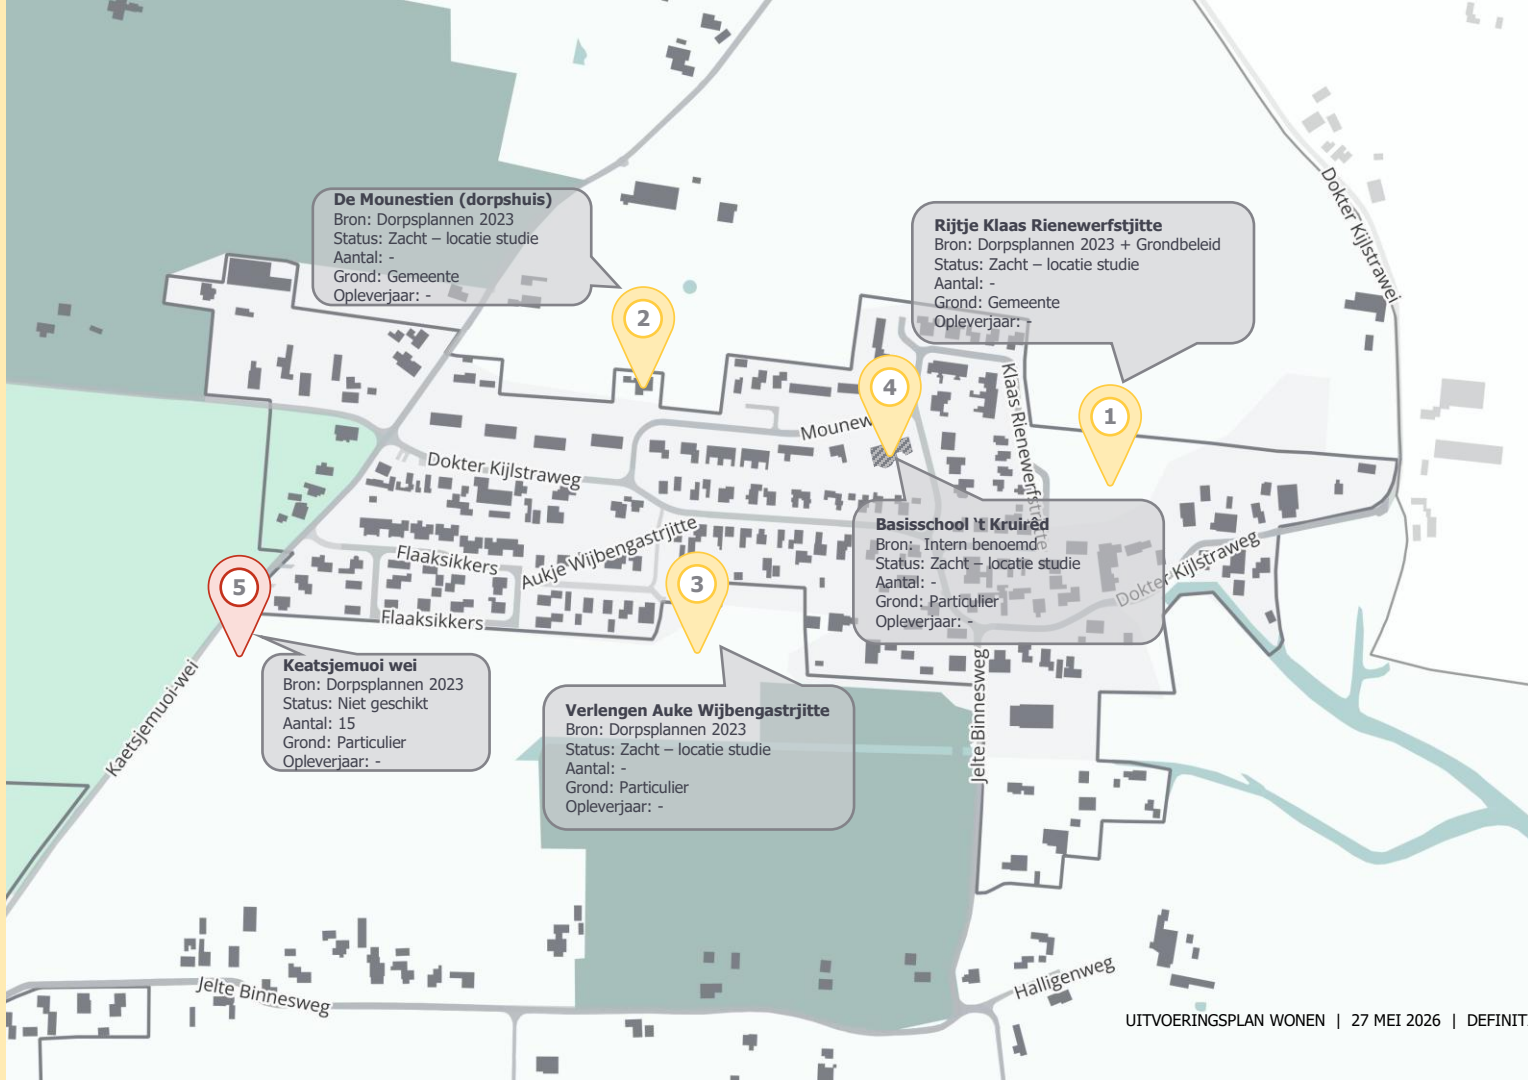 De Mounestien (dorpshuis)
Bron: Dorpsplannen 2023
Status: Zacht – locatie studie
Aantal: -
Grond: Gemeente
Opleverjaar: -
2
Rijtje Klaas Rienewerfstjitte
Bron: Dorpsplannen 2023 + Grondbeleid
Status: Zacht – locatie studie
Aantal: -
Grond: Gemeente
Opleverjaar: -
Dokter Kijlstrawei
4
1
Mounew
Klaas Rienewerfstrjitte
Dokter Kijlstraweg
Basisschool ‘t Kruirêd
Bron:  Intern benoemd
Status: Zacht – locatie studie
Aantal: -
Grond: Particulier
Opleverjaar: -
Dokter Kijlstraweg
Flaaksikkers
Aukje Wijbengastrjitte
3
5
Flaaksikkers
Keatsjemuoi wei
Bron: Dorpsplannen 2023
Status: Niet geschikt
Aantal: 15
Grond: Particulier
Opleverjaar: -
Kaetsjemuoi-wei
Verlengen Auke Wijbengastrjitte
Bron: Dorpsplannen 2023
Status: Zacht – locatie studie
Aantal: -
Grond: Particulier
Opleverjaar: -
Jelte Binnesweg
Jelte Binnesweg
Halligenweg
UITVOERINGSPLAN WONEN | 27 MEI 2026 | DEFINIT